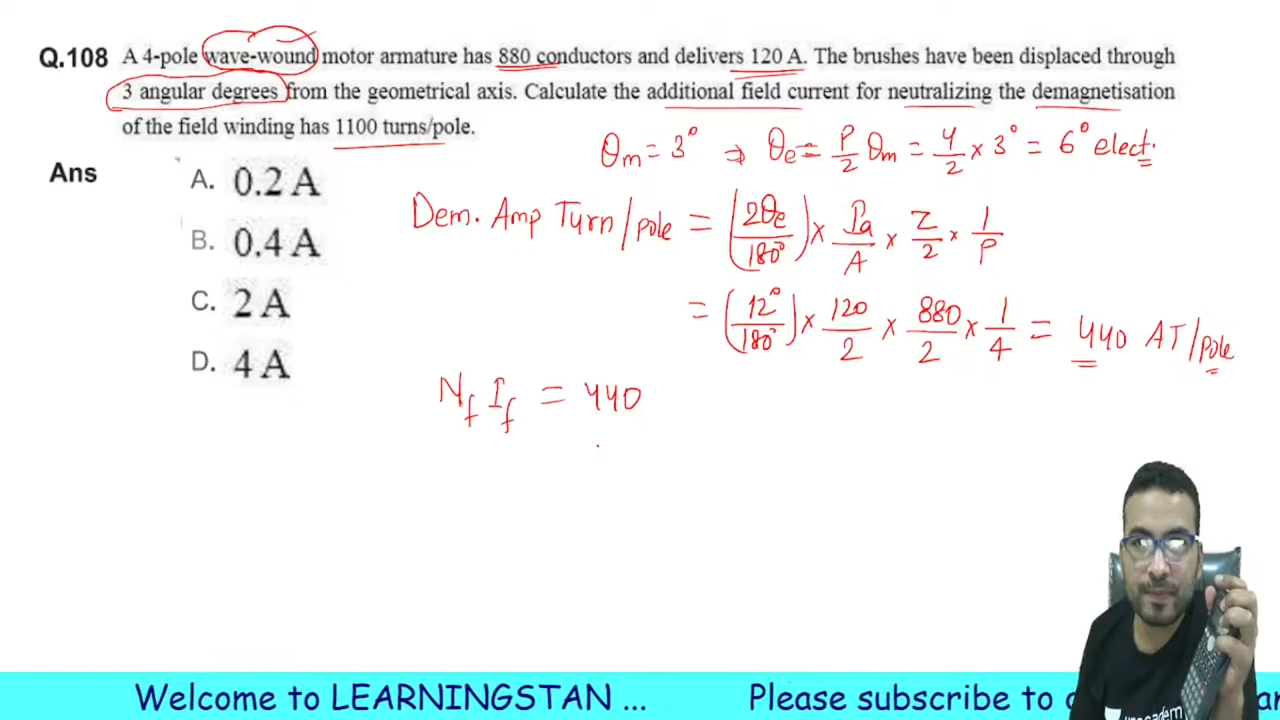 Q.108 A 4-pole wave-wound motor armature has 880 conductors and delivers 120 A. The brushes have been displaced through
3 angular degrees from the geometrical axis. Calculate the additional field current for neutralizing the demagnetisation
of the field winding has 1100 turns/pole.
θm = 3° ⇒ θe = P/2 θm = 4/2 × 3° = 6° elect.
Ans
A. 0.2 A
B. 0.4 A
C. 2 A
D. 4 A
Dem. Amp Turn/pole = (2θe/180°) × Ia/A × Z/2 × 1/P
= (12°/180°) × 120/2 × 880/2 × 1/4 = 440 AT/pole
Nf If = 440
Welcome to LEARNINGSTAN ... Please subscribe to